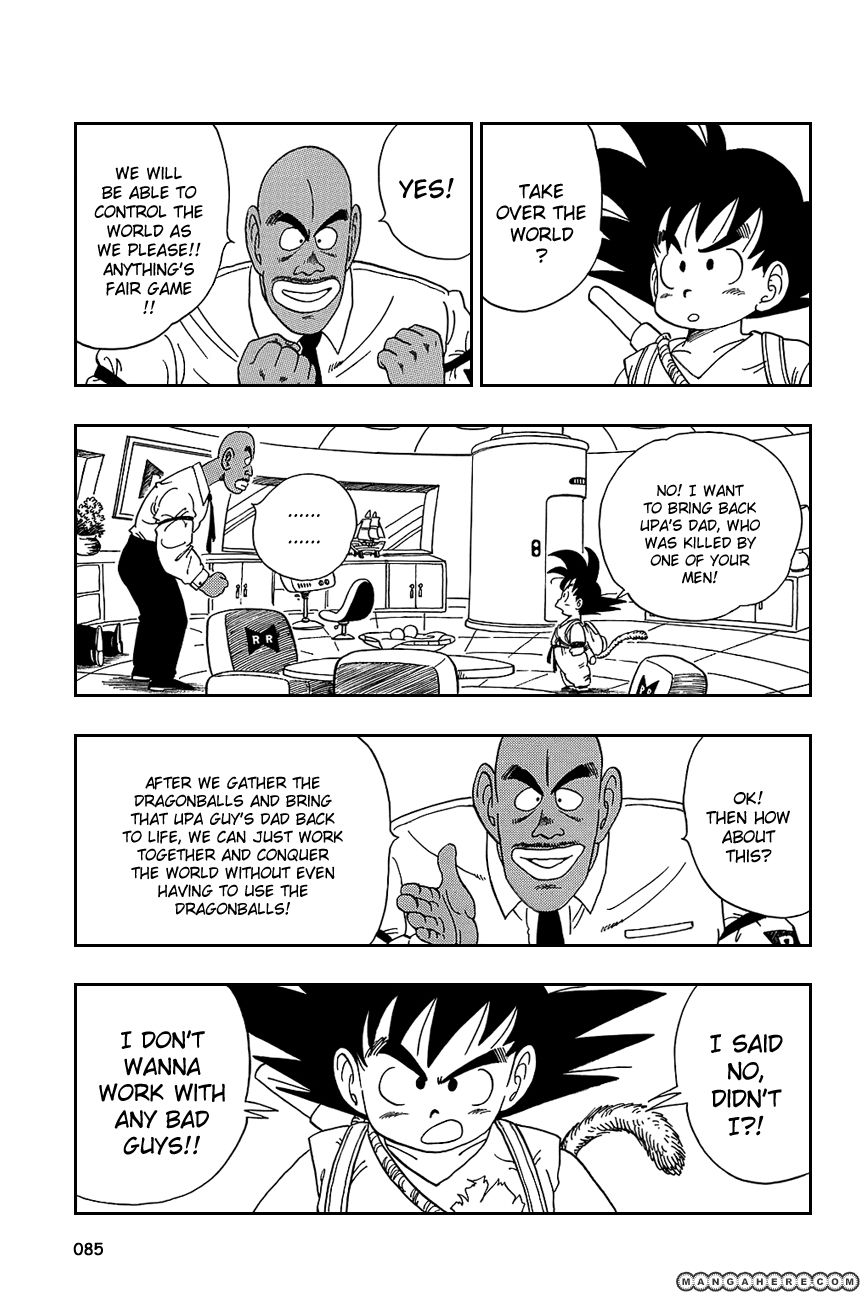 TAKE
OVER THE
WORLD
?
YES!
WE WILL
BE ABLE TO
CONTROL THE
WORLD AS
WE PLEASE!!
ANYTHING'S
FAIR GAME
!!
NO! I WANT
TO BRING BACK
UPA'S DAD, WHO
WAS KILLED BY
ONE OF YOUR
MEN!
......
......
R R
OK!
THEN HOW
ABOUT
THIS?
AFTER WE GATHER THE
DRAGONBALLS AND BRING
THAT UPA GUY'S DAD BACK
TO LIFE, WE CAN JUST WORK
TOGETHER AND CONQUER
THE WORLD WITHOUT EVEN
HAVING TO USE THE
DRAGONBALLS!
I SAID
NO,
DIDN'T
I?!
I DON'T
WANNA
WORK WITH
ANY BAD
GUYS!!
085
MANGAHERE.COM